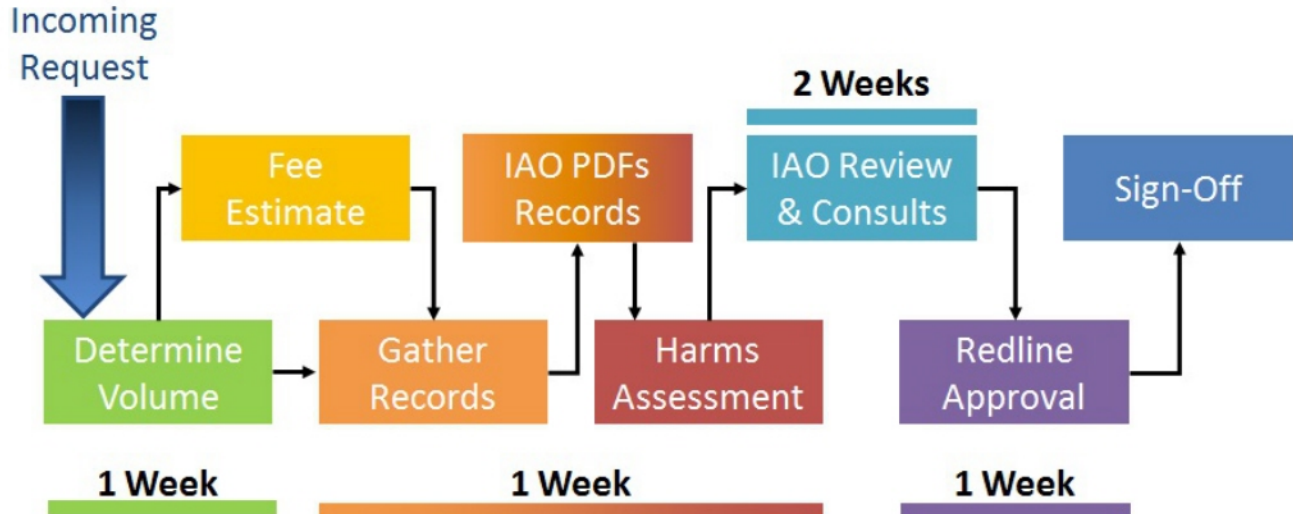 Incoming
Request
2 Weeks
Fee
Estimate
IAO PDFs
Records
IAO Review
& Consults
Sign-Off
Determine
Volume
Gather
Records
Harms
Assessment
Redline
Approval
1 Week
1 Week
1 Week